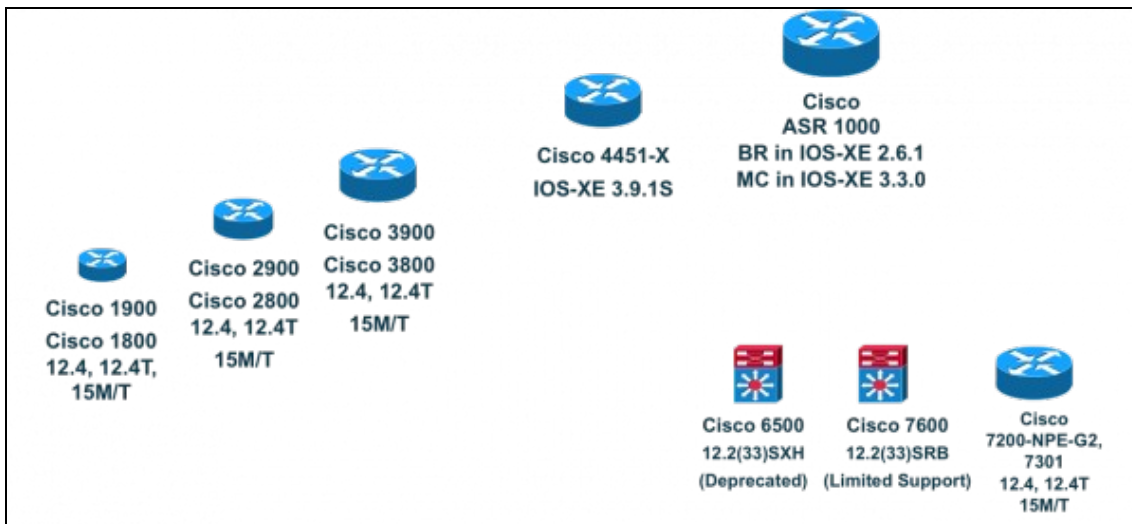 Cisco 1900
Cisco 1800
12.4, 12.4T,
15M/T
Cisco 2900
Cisco 2800
12.4, 12.4T
15M/T
Cisco 3900
Cisco 3800
12.4, 12.4T
15M/T
Cisco 4451-X
IOS-XE 3.9.1S
Cisco
ASR 1000
BR in IOS-XE 2.6.1
MC in IOS-XE 3.3.0
Cisco 6500
12.2(33)SXH
(Deprecated)
Cisco 7600
12.2(33)SRB
(Limited Support)
Cisco
7200-NPE-G2,
7301
12.4, 12.4T
15M/T